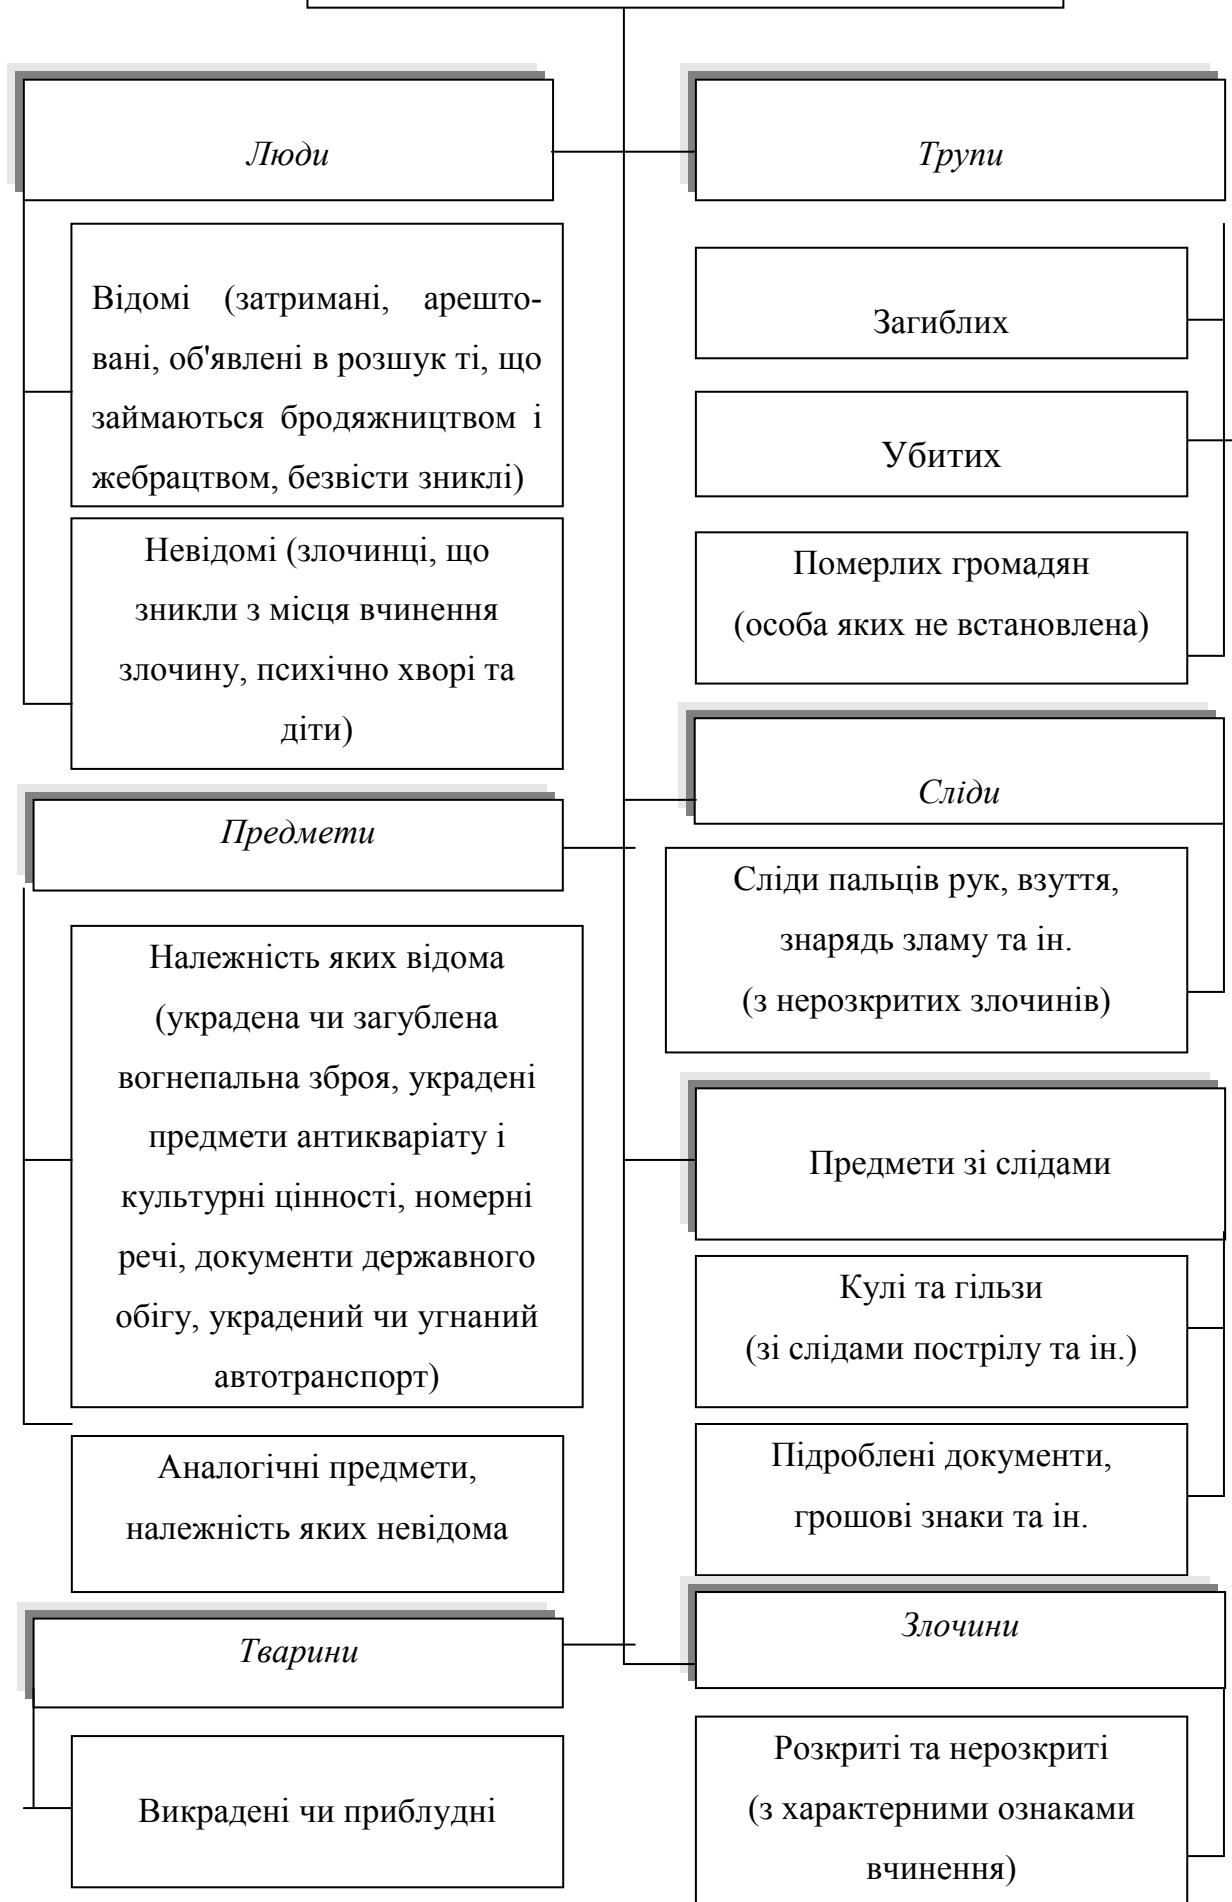 Люди
Відомі (затримані, арешто-
вані, об'явлені в розшук ті, що
займаються бродяжництвом і
жебрацтвом, безвісти зниклі)
Невідомі (злочинці, що
зникли з місця вчинення
злочину, психічно хворі та
діти)
Предмети
Належність яких відома
(украдена чи загублена
вогнепальна зброя, украдені
предмети антикваріату і
культурні цінності, номерні
речі, документи державного
обігу, украдений чи угнаний
автотранспорт)
Аналогічні предмети,
належність яких невідома
Тварини
Викрадені чи приблудні
Трупи
Загиблих
Убитих
Померлих громадян
(особа яких не встановлена)
Сліди
Сліди пальців рук, взуття,
знарядь зламу та ін.
(з нерозкритих злочинів)
Предмети зі слідами
Кулі та гільзи
(зі слідами пострілу та ін.)
Підроблені документи,
грошові знаки та ін.
Злочини
Розкриті та нерозкриті
(з характерними ознаками
вчинення)